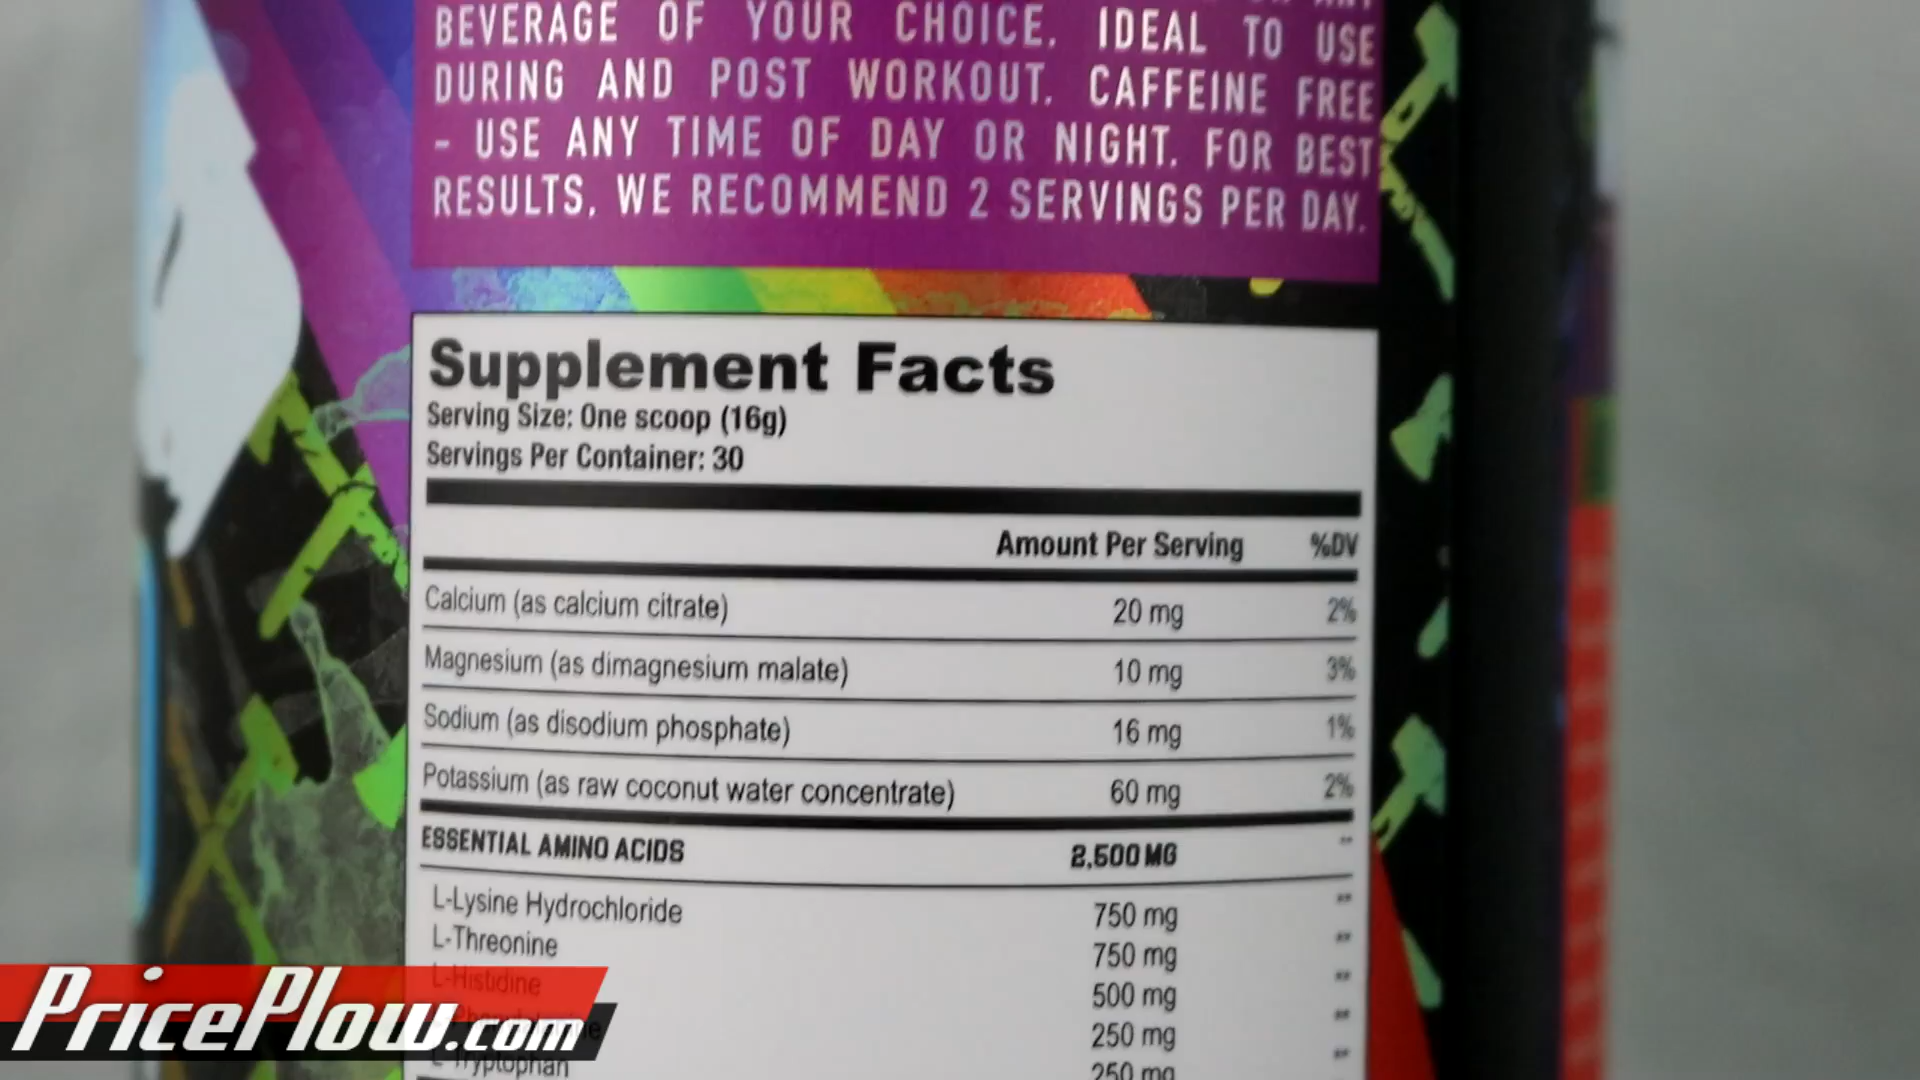 BEVERAGE OF YOUR CHOICE. IDEAL TO USE
DURING AND POST WORKOUT. CAFFEINE FREE
- USE ANY TIME OF DAY OR NIGHT. FOR BEST
RESULTS, WE RECOMMEND 2 SERVINGS PER DAY.
Supplement Facts
Serving Size: One scoop (16g)
Servings Per Container: 30
Amount Per Serving %DV
Calcium (as calcium citrate) 20 mg 2%
Magnesium (as dimagnesium malate) 10 mg 3%
Sodium (as disodium phosphate) 16 mg 1%
Potassium (as raw coconut water concentrate) 60 mg 2%
ESSENTIAL AMINO ACIDS 2,500 MG **
L-Lysine Hydrochloride 750 mg **
L-Threonine 750 mg **
L-Histidine 500 mg **
250 mg **
L-Tryptophan 250 mg
PricePlow.com